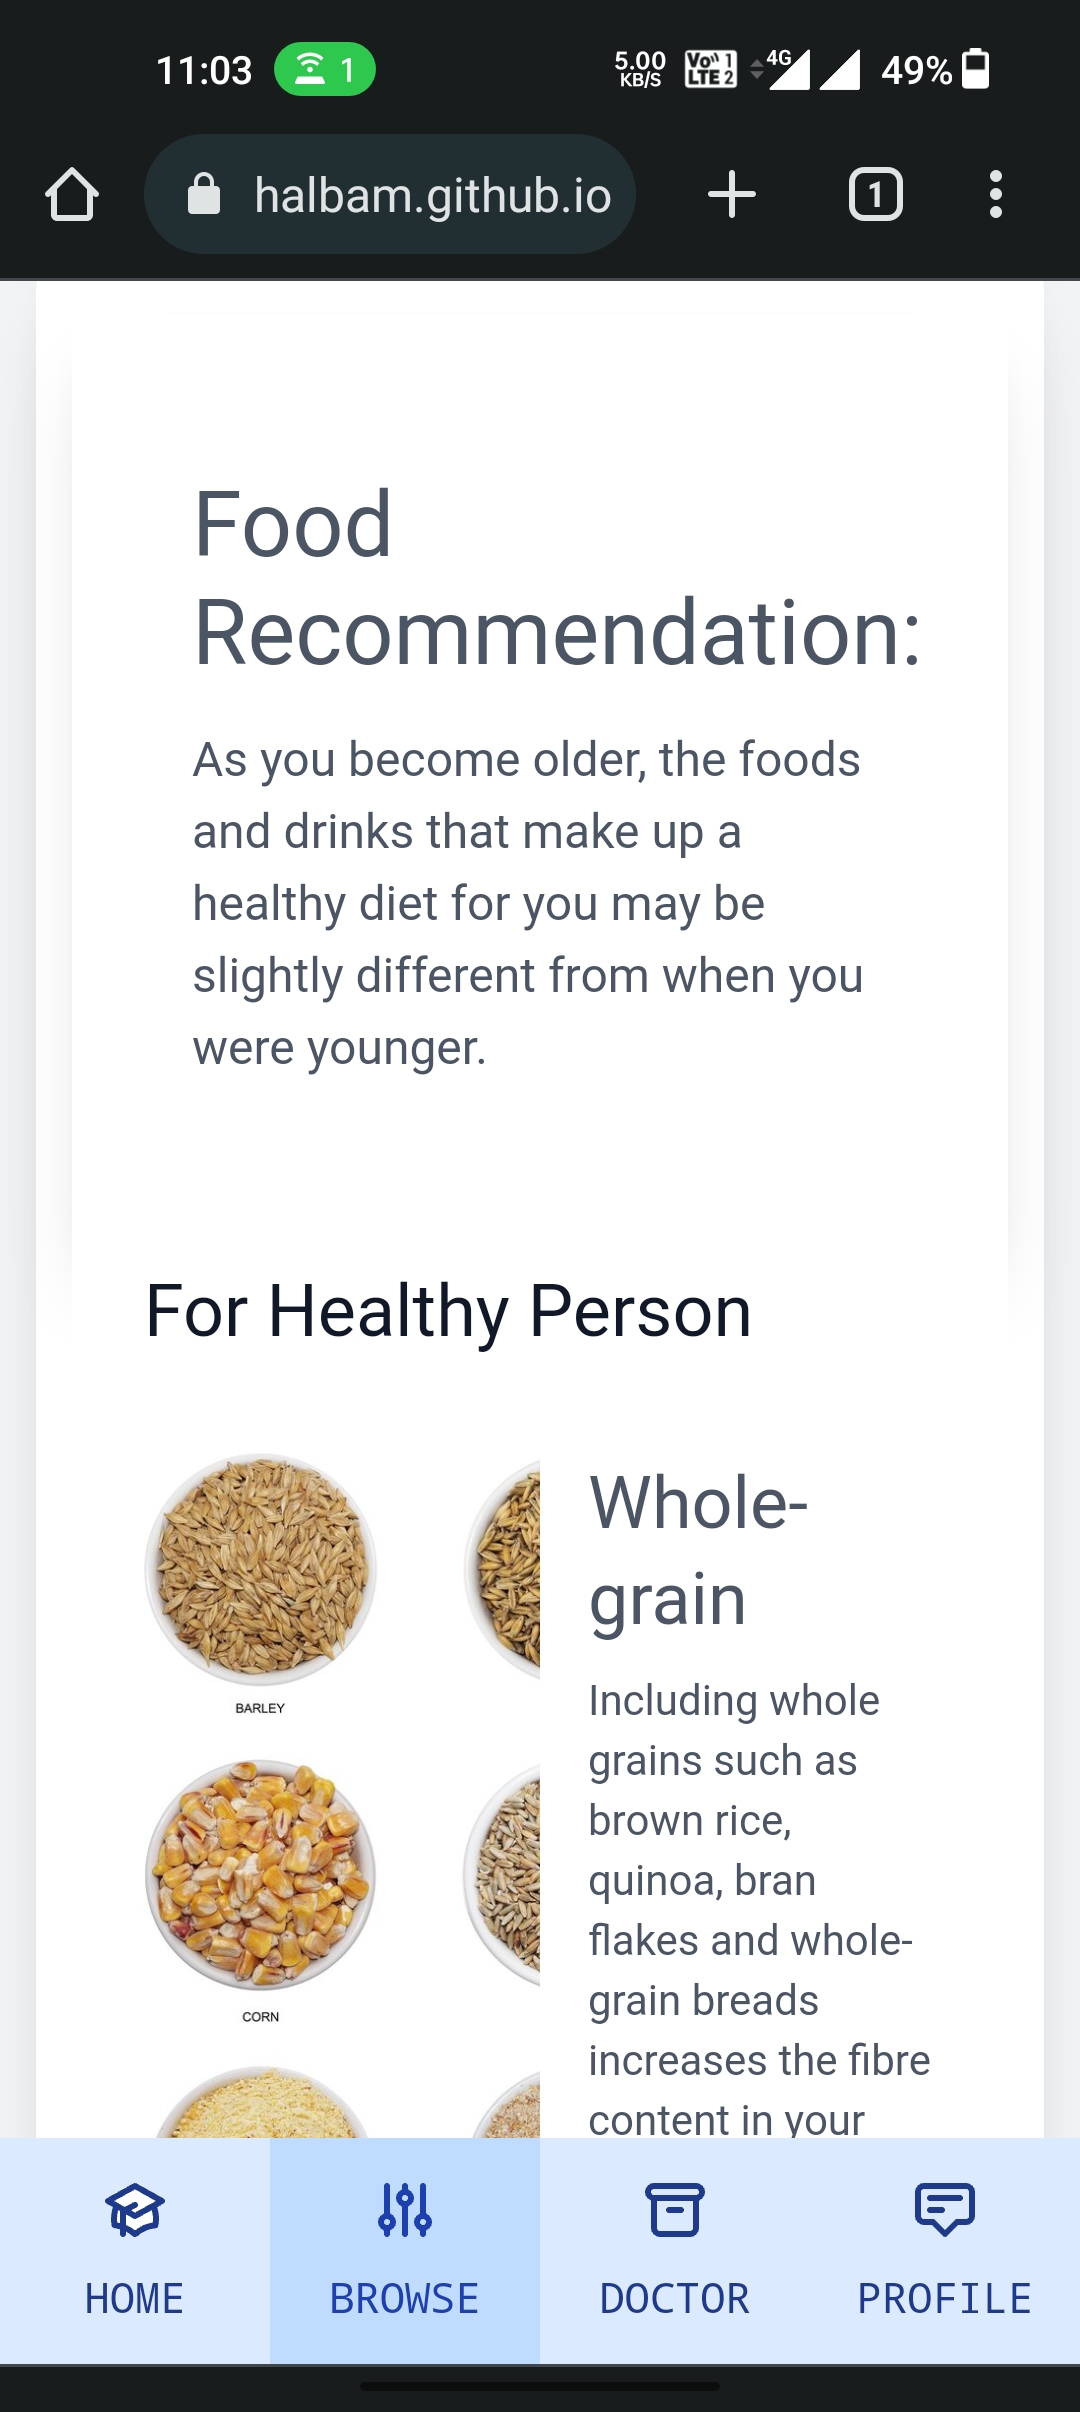 11:03
1
5.00
KB/S
Vo 1
LTE 2
4G
49%
halbam.github.io
1
Food
Recommendation:
As you become older, the foods
and drinks that make up a
healthy diet for you may be
slightly different from when you
were younger.
For Healthy Person
BARLEY
CORN
Whole-
grain
Including whole
grains such as
brown rice,
quinoa, bran
flakes and whole-
grain breads
increases the fibre
content in your
HOME
BROWSE
DOCTOR
PROFILE